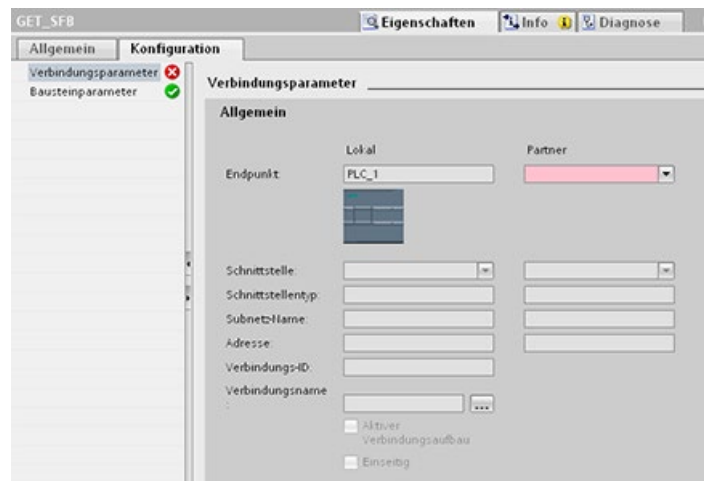 GET_SFB
Eigenschaften
Info
Diagnose
Allgemein
Konfiguration
Verbindungsparameter
Bausteinparameter
Verbindungsparameter
Allgemein
Lokal
Partner
Endpunkt:
PLC_1
Schnittstelle:
Schnittstellentyp:
Subnetz-Name:
Adresse:
Verbindungs-ID:
Verbindungsname
:
...
Aktiver
Verbindungsaufbau
Einseitig